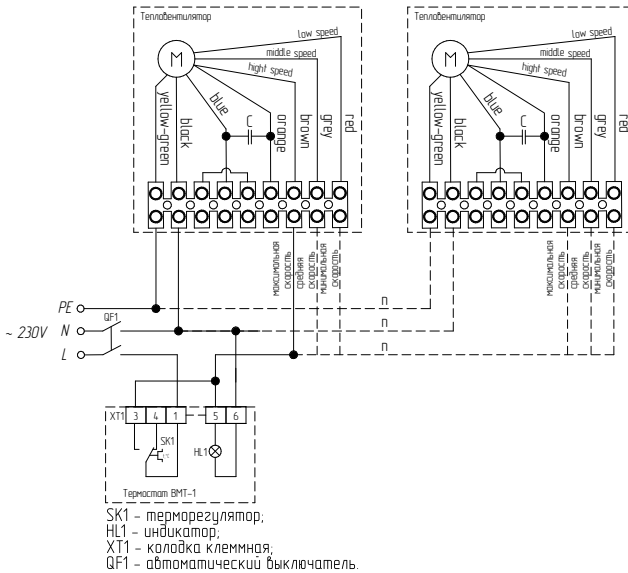 Тепловентилятор
Тепловентилятор
M
low speed
middle speed
hight speed
yellow-green
black
blue
C
orange
brown
grey
red
M
low speed
middle speed
hight speed
yellow-green
black
blue
C
orange
brown
grey
red
максимальная скорость
средняя скорость
минимальная скорость
максимальная скорость
средняя скорость
минимальная скорость
PE
n
~ 230V
N
QF1
n
L
n
XT1
3
4
1
5
6
SK1
t°C
HL1
Термостат ВМТ-1
SK1 - терморегулятор;
HL1 - индикатор;
XT1 - колодка клеммная;
QF1 - автоматический выключатель.